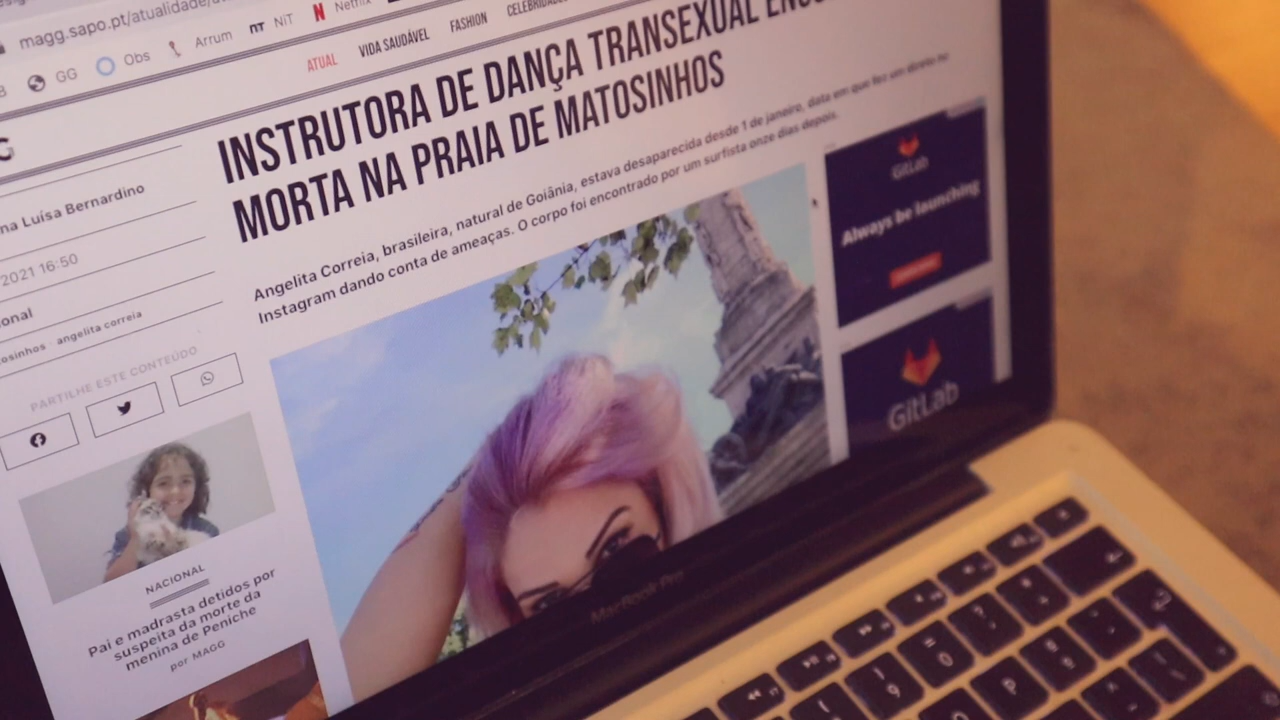 magg.sapo.pt/atualidade/
GG
Obs
Arrum
NiT
Netflix
ATUAL
VIDA SAUDÁVEL
FASHION
INSTRUTORA DE DANÇA TRANSEXUAL
MORTA NA PRAIA DE MATOSINHOS
Luísa Bernardino
2021 16:50
angelita correia
Angelita Correia, brasileira, natural de Goiânia, estava desaparecida desde 1 de janeiro, data em que fez um direto no
Instagram dando conta de ameaças. O corpo foi encontrado por um surfista onze dias depois.
PARTILHE ESTE CONTEÚDO
NACIONAL
Pai e madrasta detidos por
suspeita da morte da
menina de Peniche
por MAGG
GitLab
Always be launching
GitLab
MacBook Pro